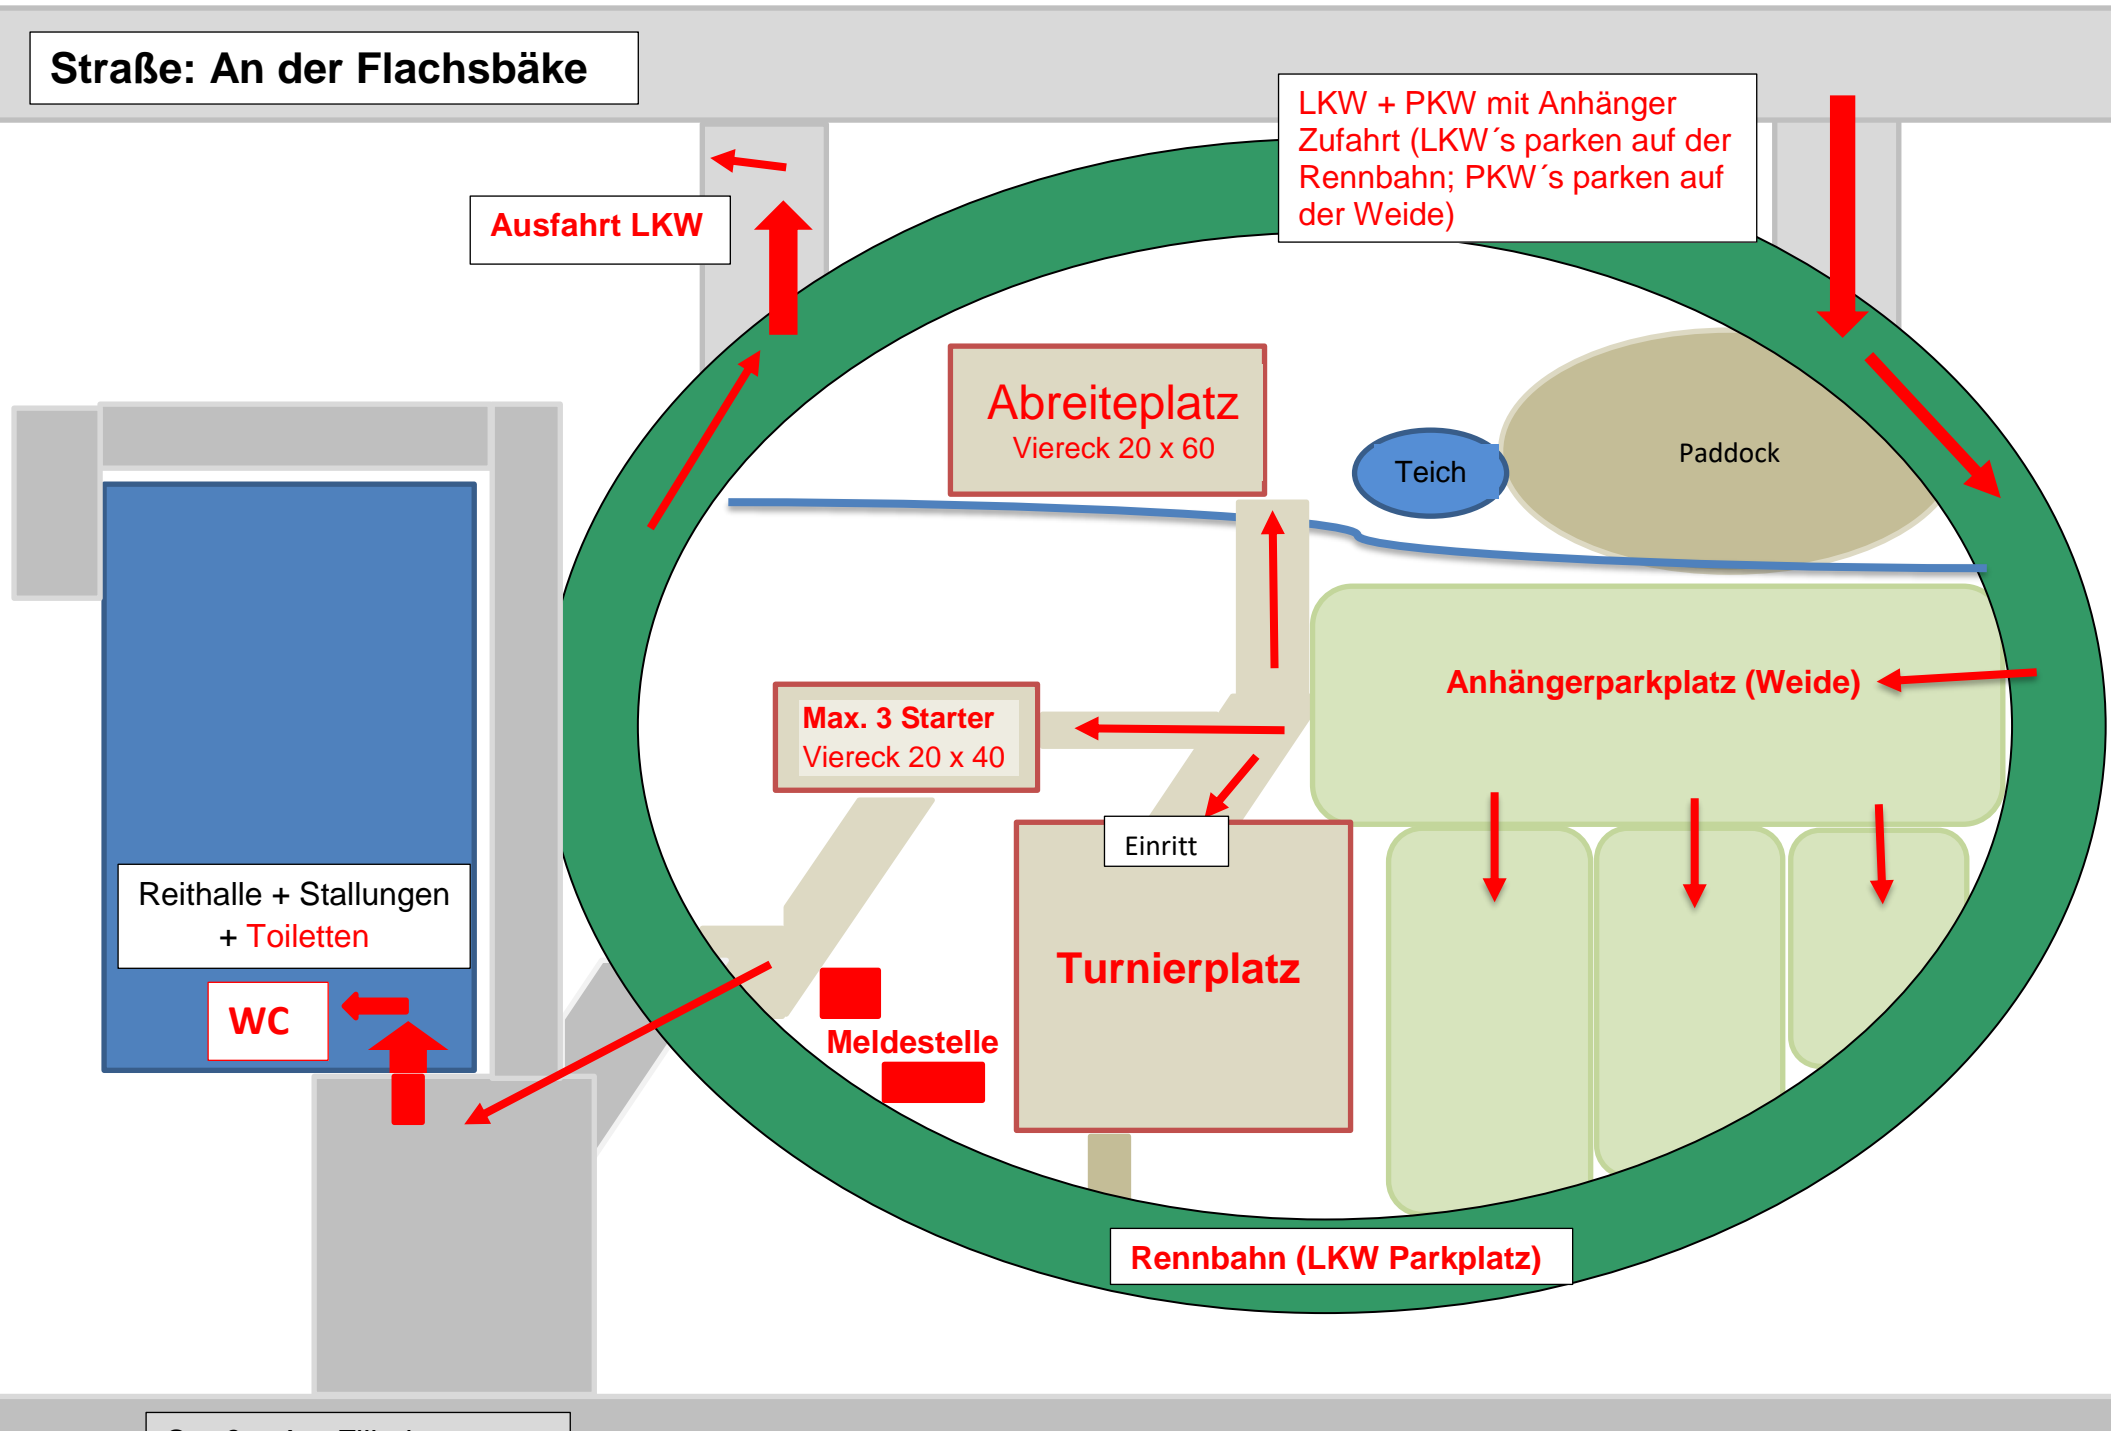 Straße: An der Flachsbäke
LKW + PKW mit Anhänger
Zufahrt (LKW´s parken auf der
Rennbahn; PKW´s parken auf
der Weide)
Ausfahrt LKW
Abreiteplatz
Viereck 20 x 60
Teich
Paddock
Anhängerparkplatz (Weide)
Max. 3 Starter
Viereck 20 x 40
Einritt
Reithalle + Stallungen
+ Toiletten
Turnierplatz
WC
Meldestelle
Rennbahn (LKW Parkplatz)